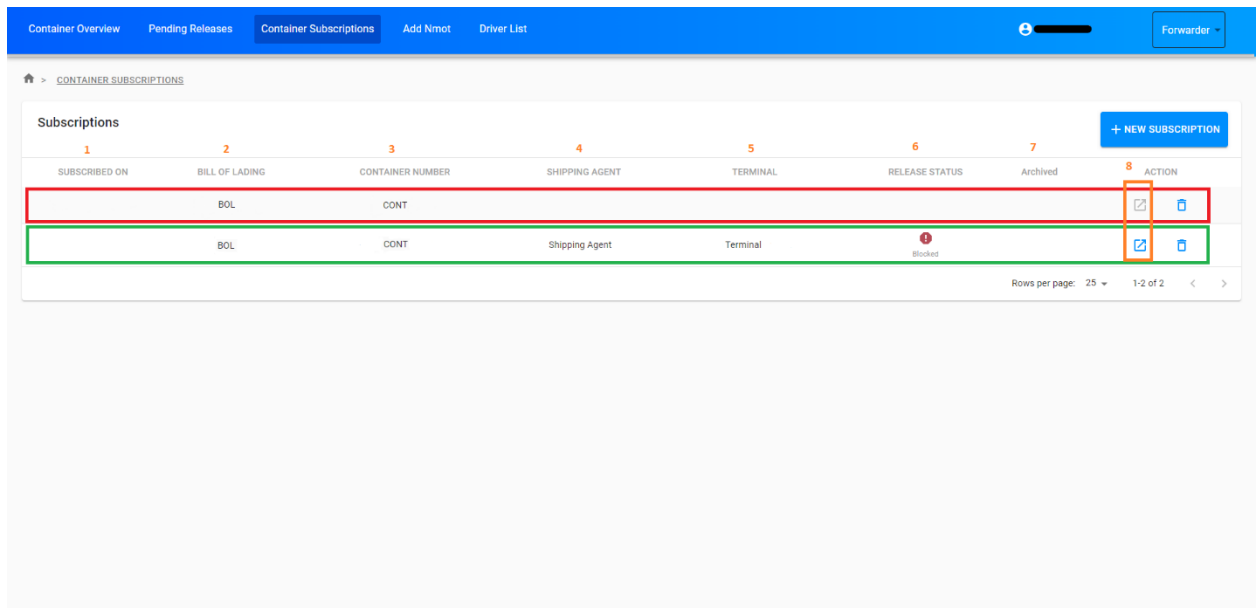 Container Overview Pending Releases Container Subscriptions Add Nmot Driver List Forwarder
> CONTAINER SUBSCRIPTIONS
Subscriptions
+ NEW SUBSCRIPTION
1 2 3 4 5 6 7 8
SUBSCRIBED ON BILL OF LADING CONTAINER NUMBER SHIPPING AGENT TERMINAL RELEASE STATUS Archived ACTION
BOL CONT
BOL CONT Shipping Agent Terminal
Blocked
Rows per page: 25 1-2 of 2 < >